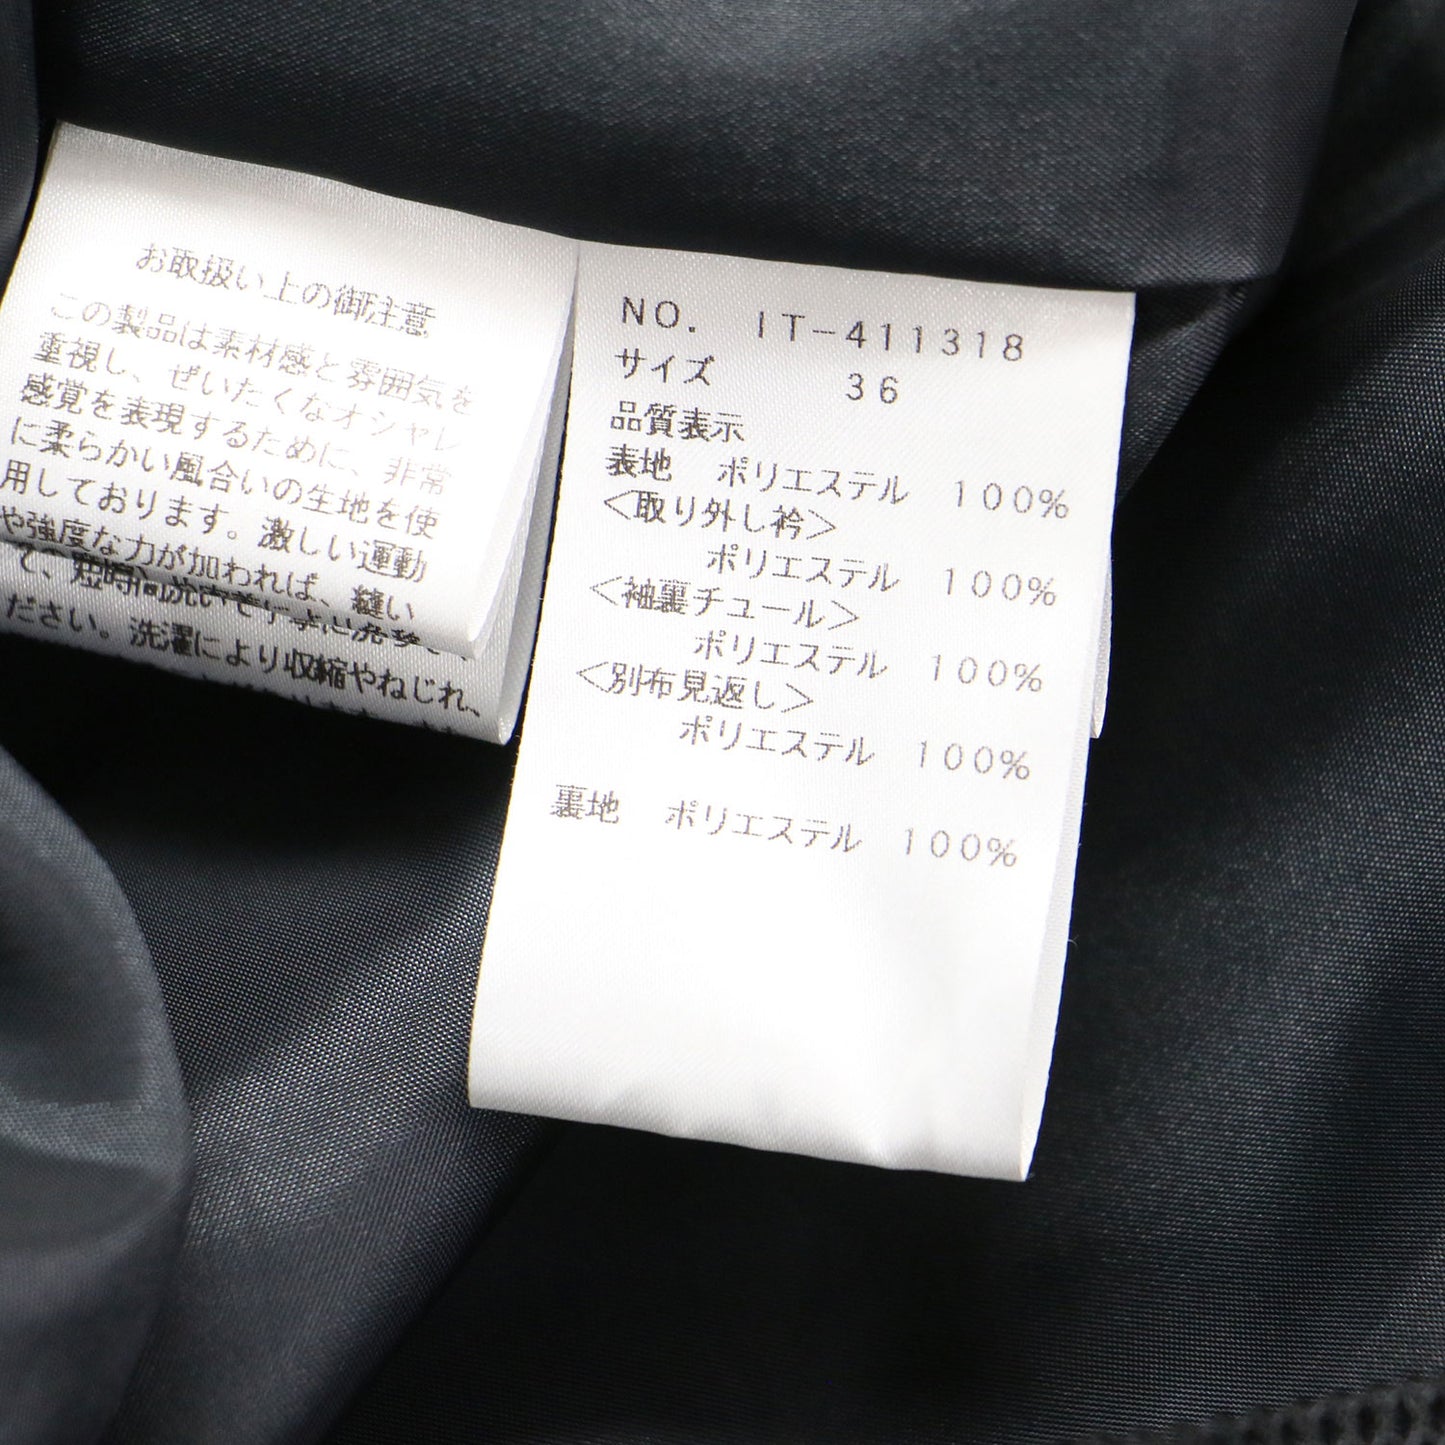 お取扱い上の御注意
この製品は素材感と雰囲気を
重視し、ぜいたくなオシャレ
感覚を表現するために、非常
に柔らかい風合いの生地を使
用しております。激しい運動
や強度な力が加われば、縫い
て、短時間洗い
ださい。洗濯により収縮やねじれ、
NO. IT-411318
サイズ 36
品質表示
表地 ポリエステル 100%
<取り外し衿>
ポリエステル 100%
<袖裏チュール>
ポリエステル 100%
<別布見返し>
ポリエステル 100%
裏地 ポリエステル 100%